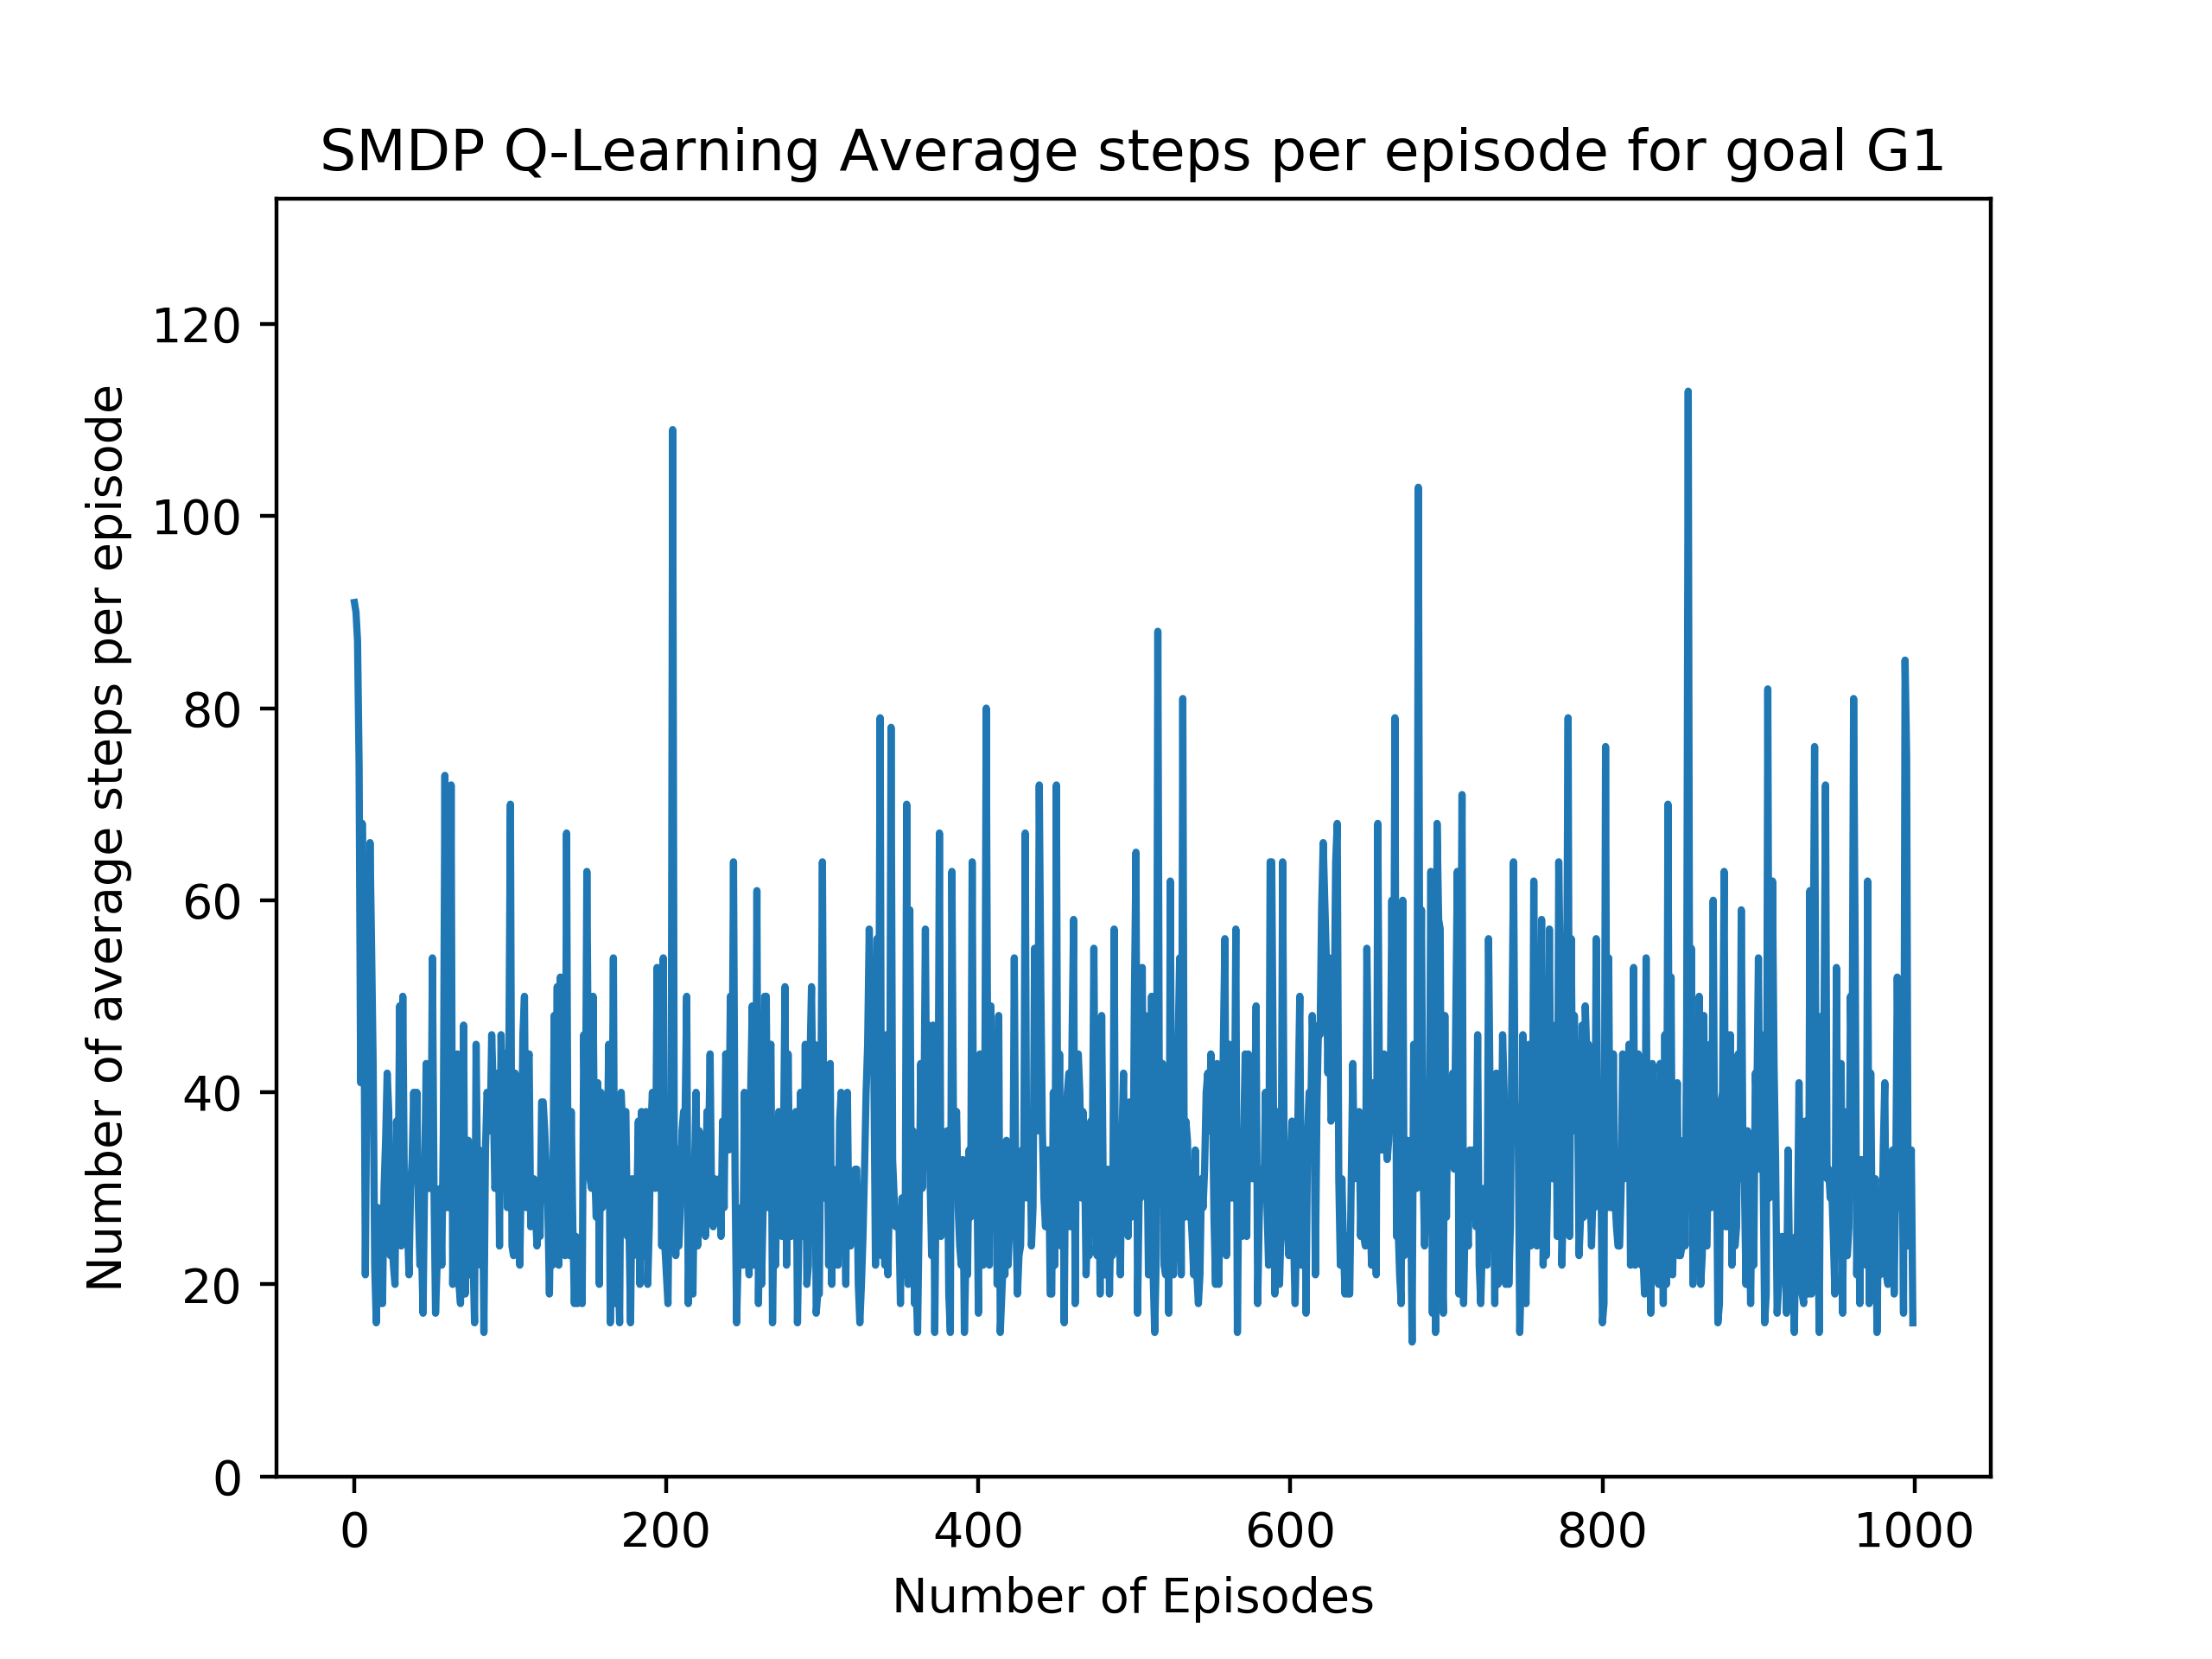 SMDP Q-Learning Average steps per episode for goal G1
Number of average steps per episode
120
100
80
60
40
20
0
0 200 400 600 800 1000
Number of Episodes